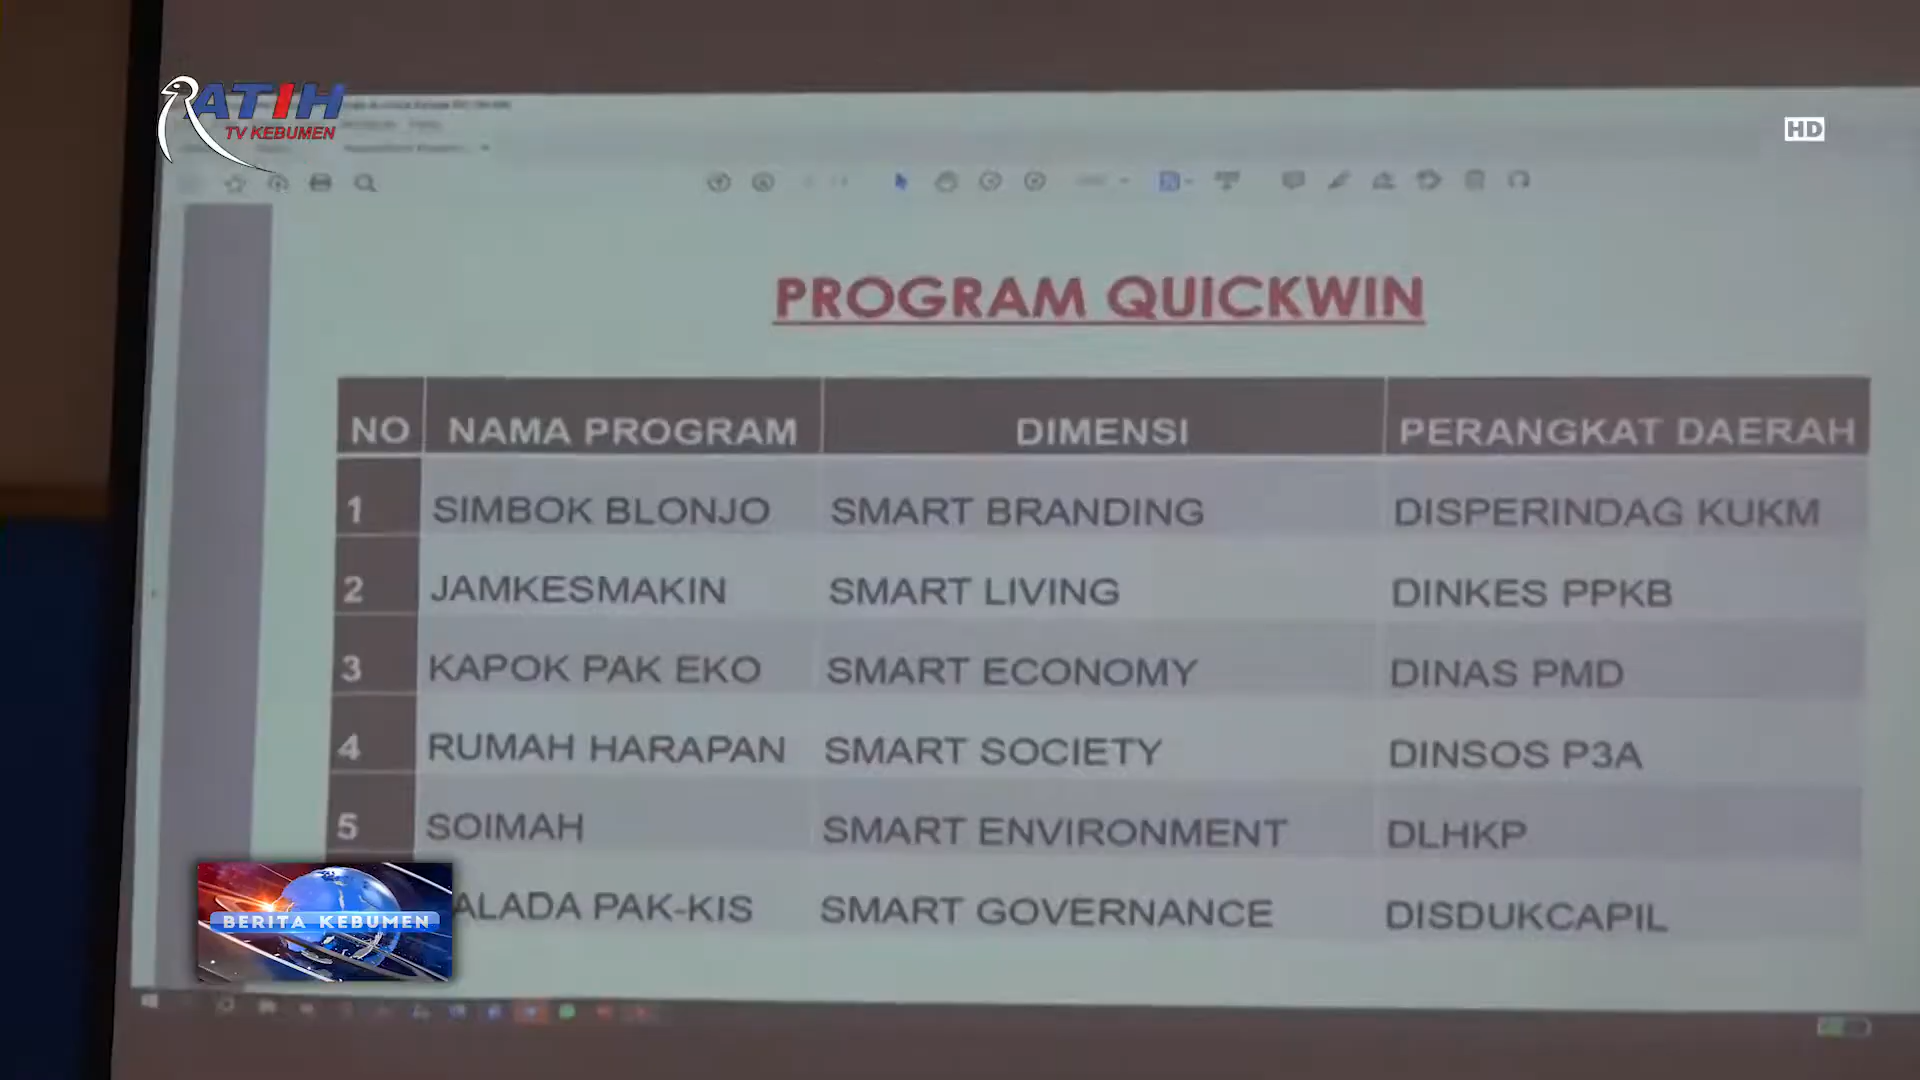 RATIH
TV KEBUMEN
HD
PROGRAM QUICKWIN
NO NAMA PROGRAM DIMENSI PERANGKAT DAERAH
1 SIMBOK BLONJO SMART BRANDING DISPERINDAG KUKM
2 JAMKESMAKIN SMART LIVING DINKES PPKB
3 KAPOK PAK EKO SMART ECONOMY DINAS PMD
4 RUMAH HARAPAN SMART SOCIETY DINSOS P3A
5 SOIMAH SMART ENVIRONMENT DLHKP
PAK-KIS SMART GOVERNANCE DISDUKCAPIL
BERITA KEBUMEN